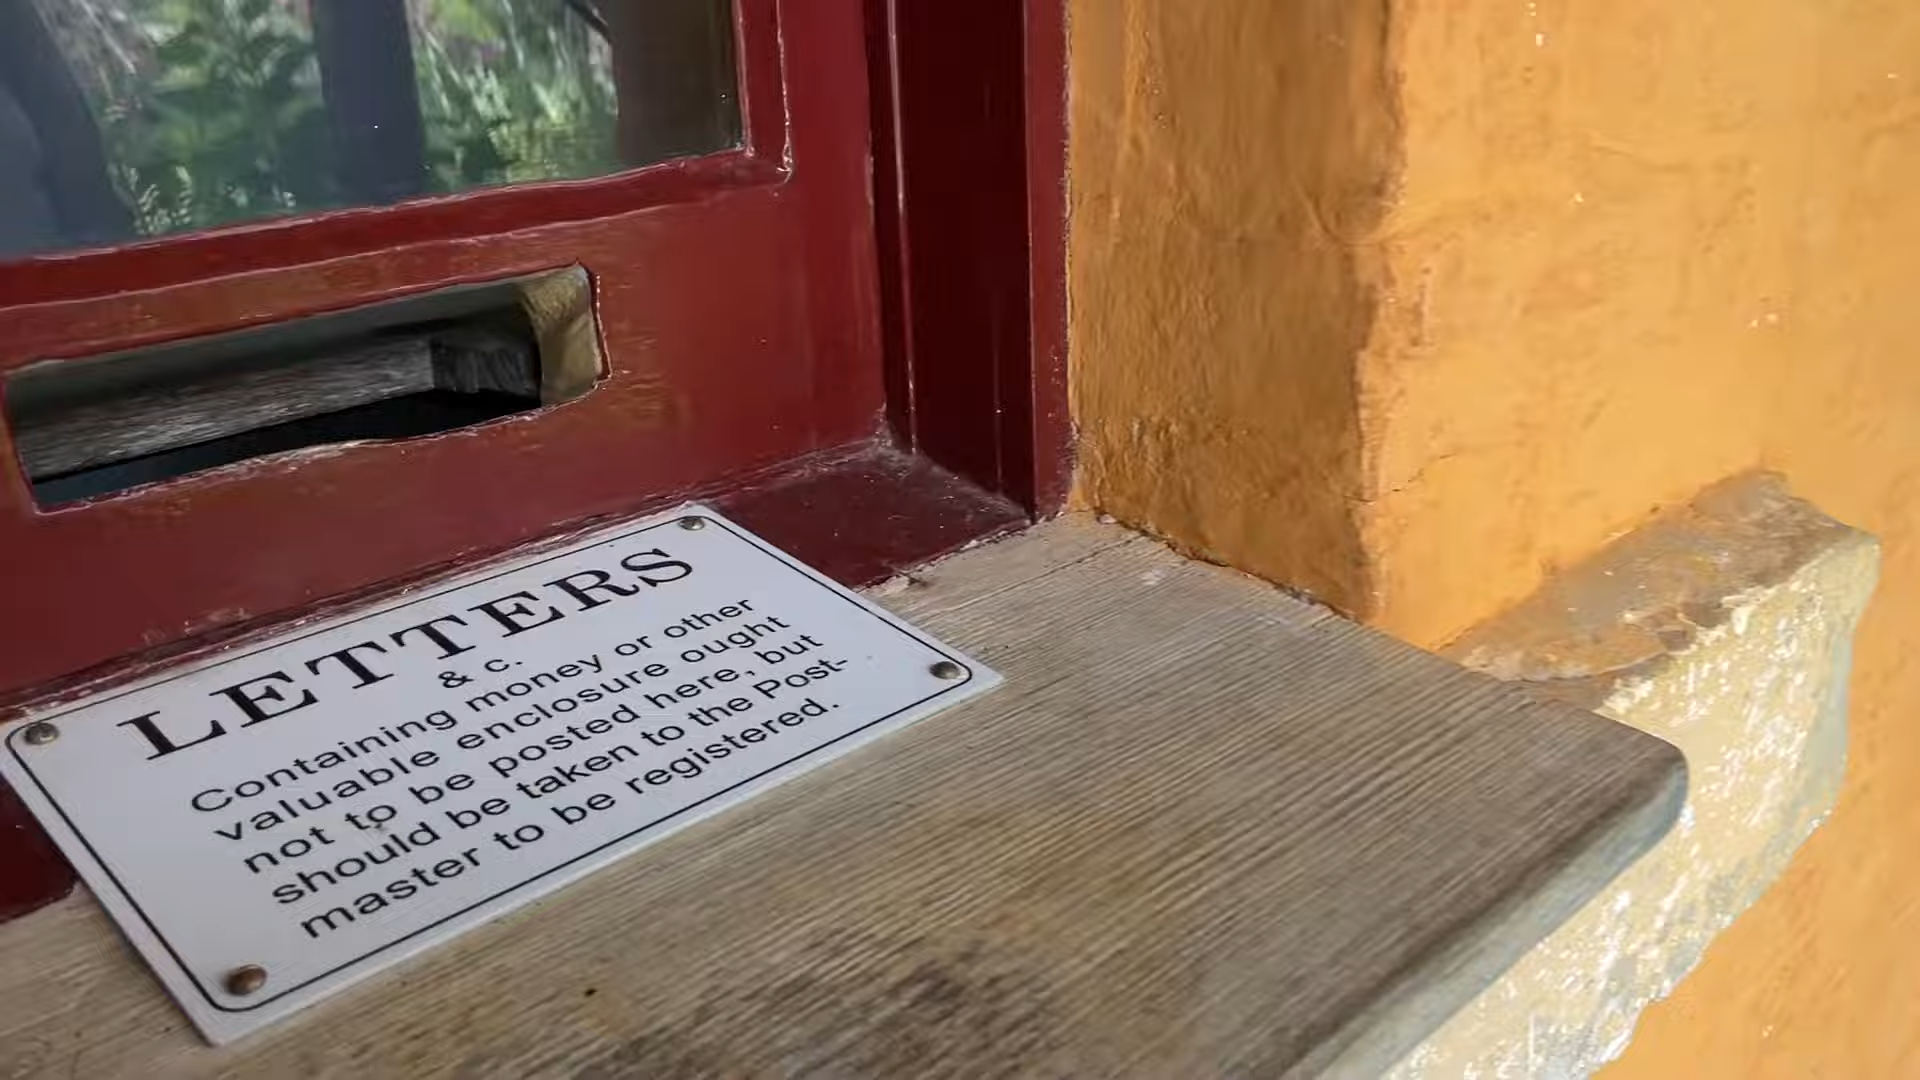 LETTERS
& c.
Containing money or other
valuable enclosure ought
not to be posted here, but
should be taken to the Post-
master to be registered.